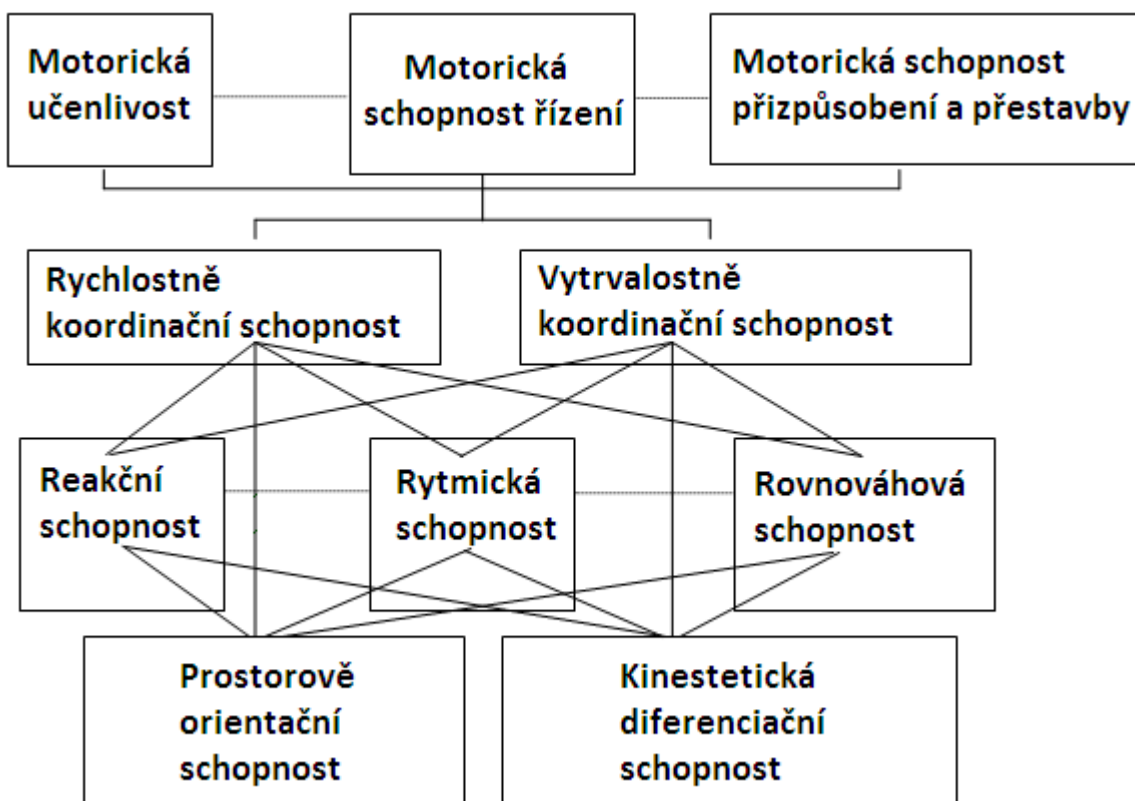 Motorická
učenlivost
Motorická
schopnost řízení
Motorická schopnost
přizpůsobení a přestavby
Rychlostně
koordinační schopnost
Vytrvalostně
koordinační schopnost
Reakční
schopnost
Rytmická
schopnost
Rovnováhová
schopnost
Prostorově
orientační
schopnost
Kinestetická
diferenciační
schopnost